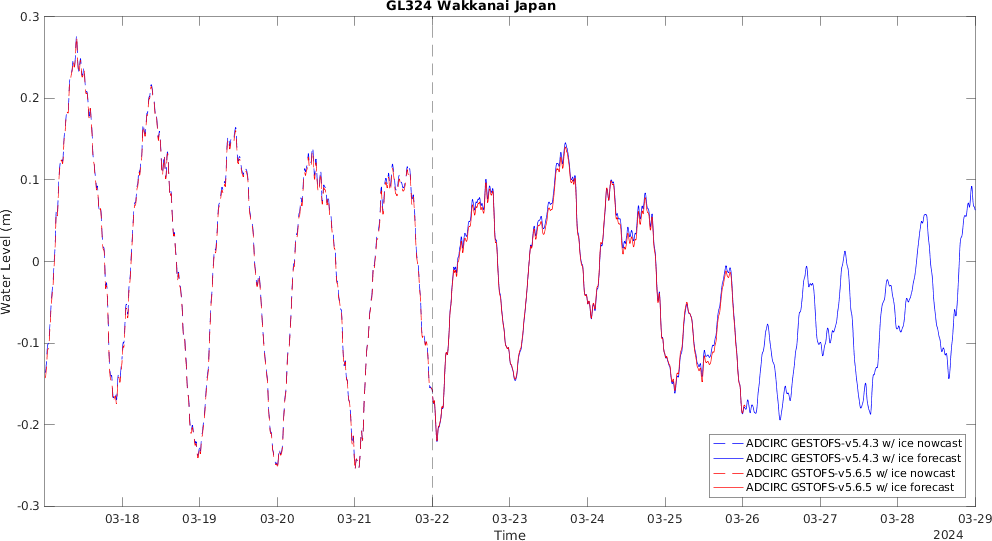 GL324 Wakkanai Japan
0.3
0.2
0.1
0
-0.1
-0.2
-0.3
Water Level (m)
03-18 03-19 03-20 03-21 03-22 03-23 03-24 03-25 03-26 03-27 03-28 03-29
Time
2024
ADCIRC GESTOFS-v5.4.3 w/ ice nowcast
ADCIRC GESTOFS-v5.4.3 w/ ice forecast
ADCIRC GSTOFS-v5.6.5 w/ ice nowcast
ADCIRC GSTOFS-v5.6.5 w/ ice forecast